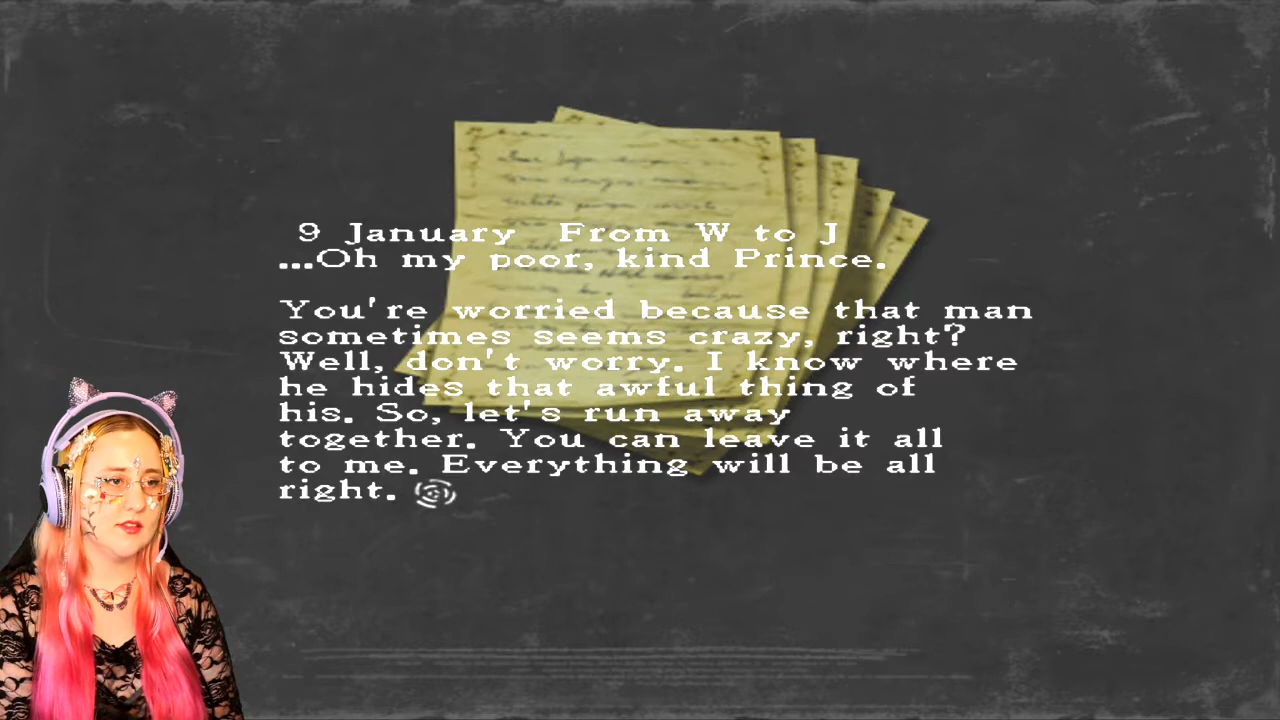 9 January From W to J
...Oh my poor, kind Prince.
You're worried because that man
sometimes seems crazy, right?
Well, don't worry. I know where
he hides that awful thing of
his. So, let's run away
together. You can leave it all
to me. Everything will be all
right.